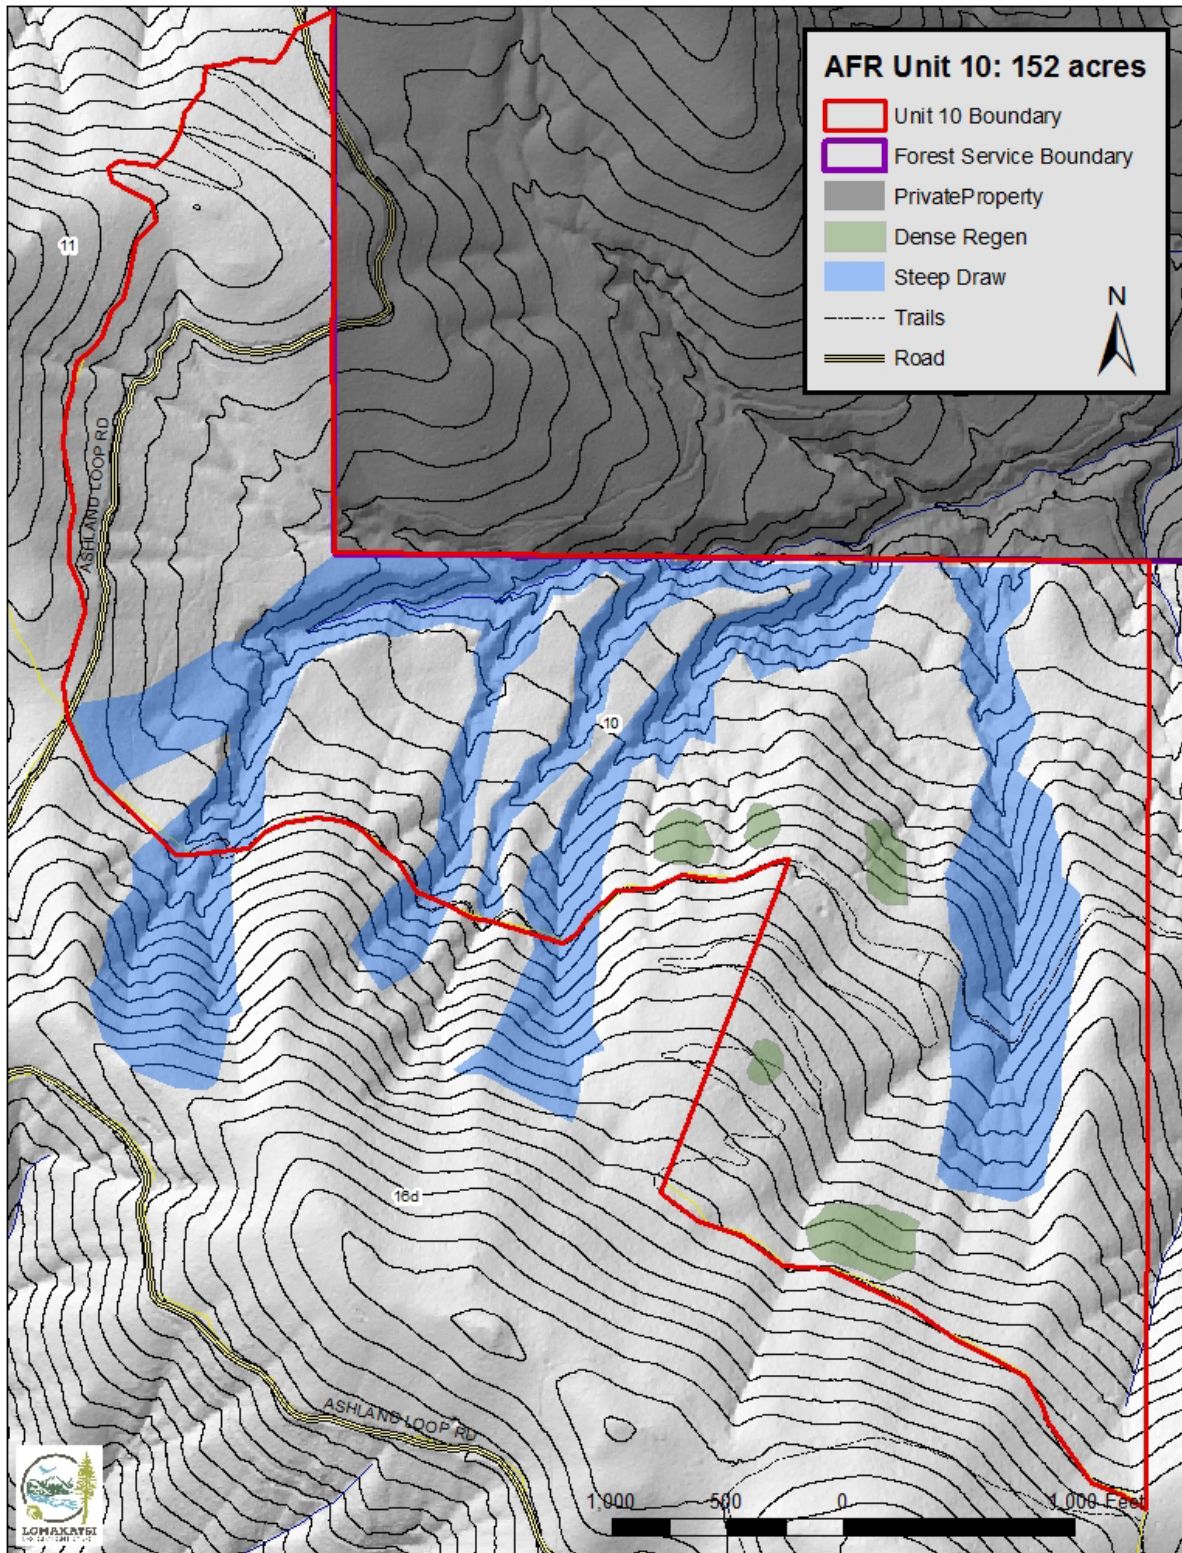 AFR Unit 10: 152 acres
Unit 10 Boundary
Forest Service Boundary
PrivateProperty
Dense Regen
Steep Draw
Trails
Road
N
11
ASHLAND LOOP RD
10
16d
ASHLAND LOOP RD
1,000 500 0 1,000 Feet
LOMAKATSI